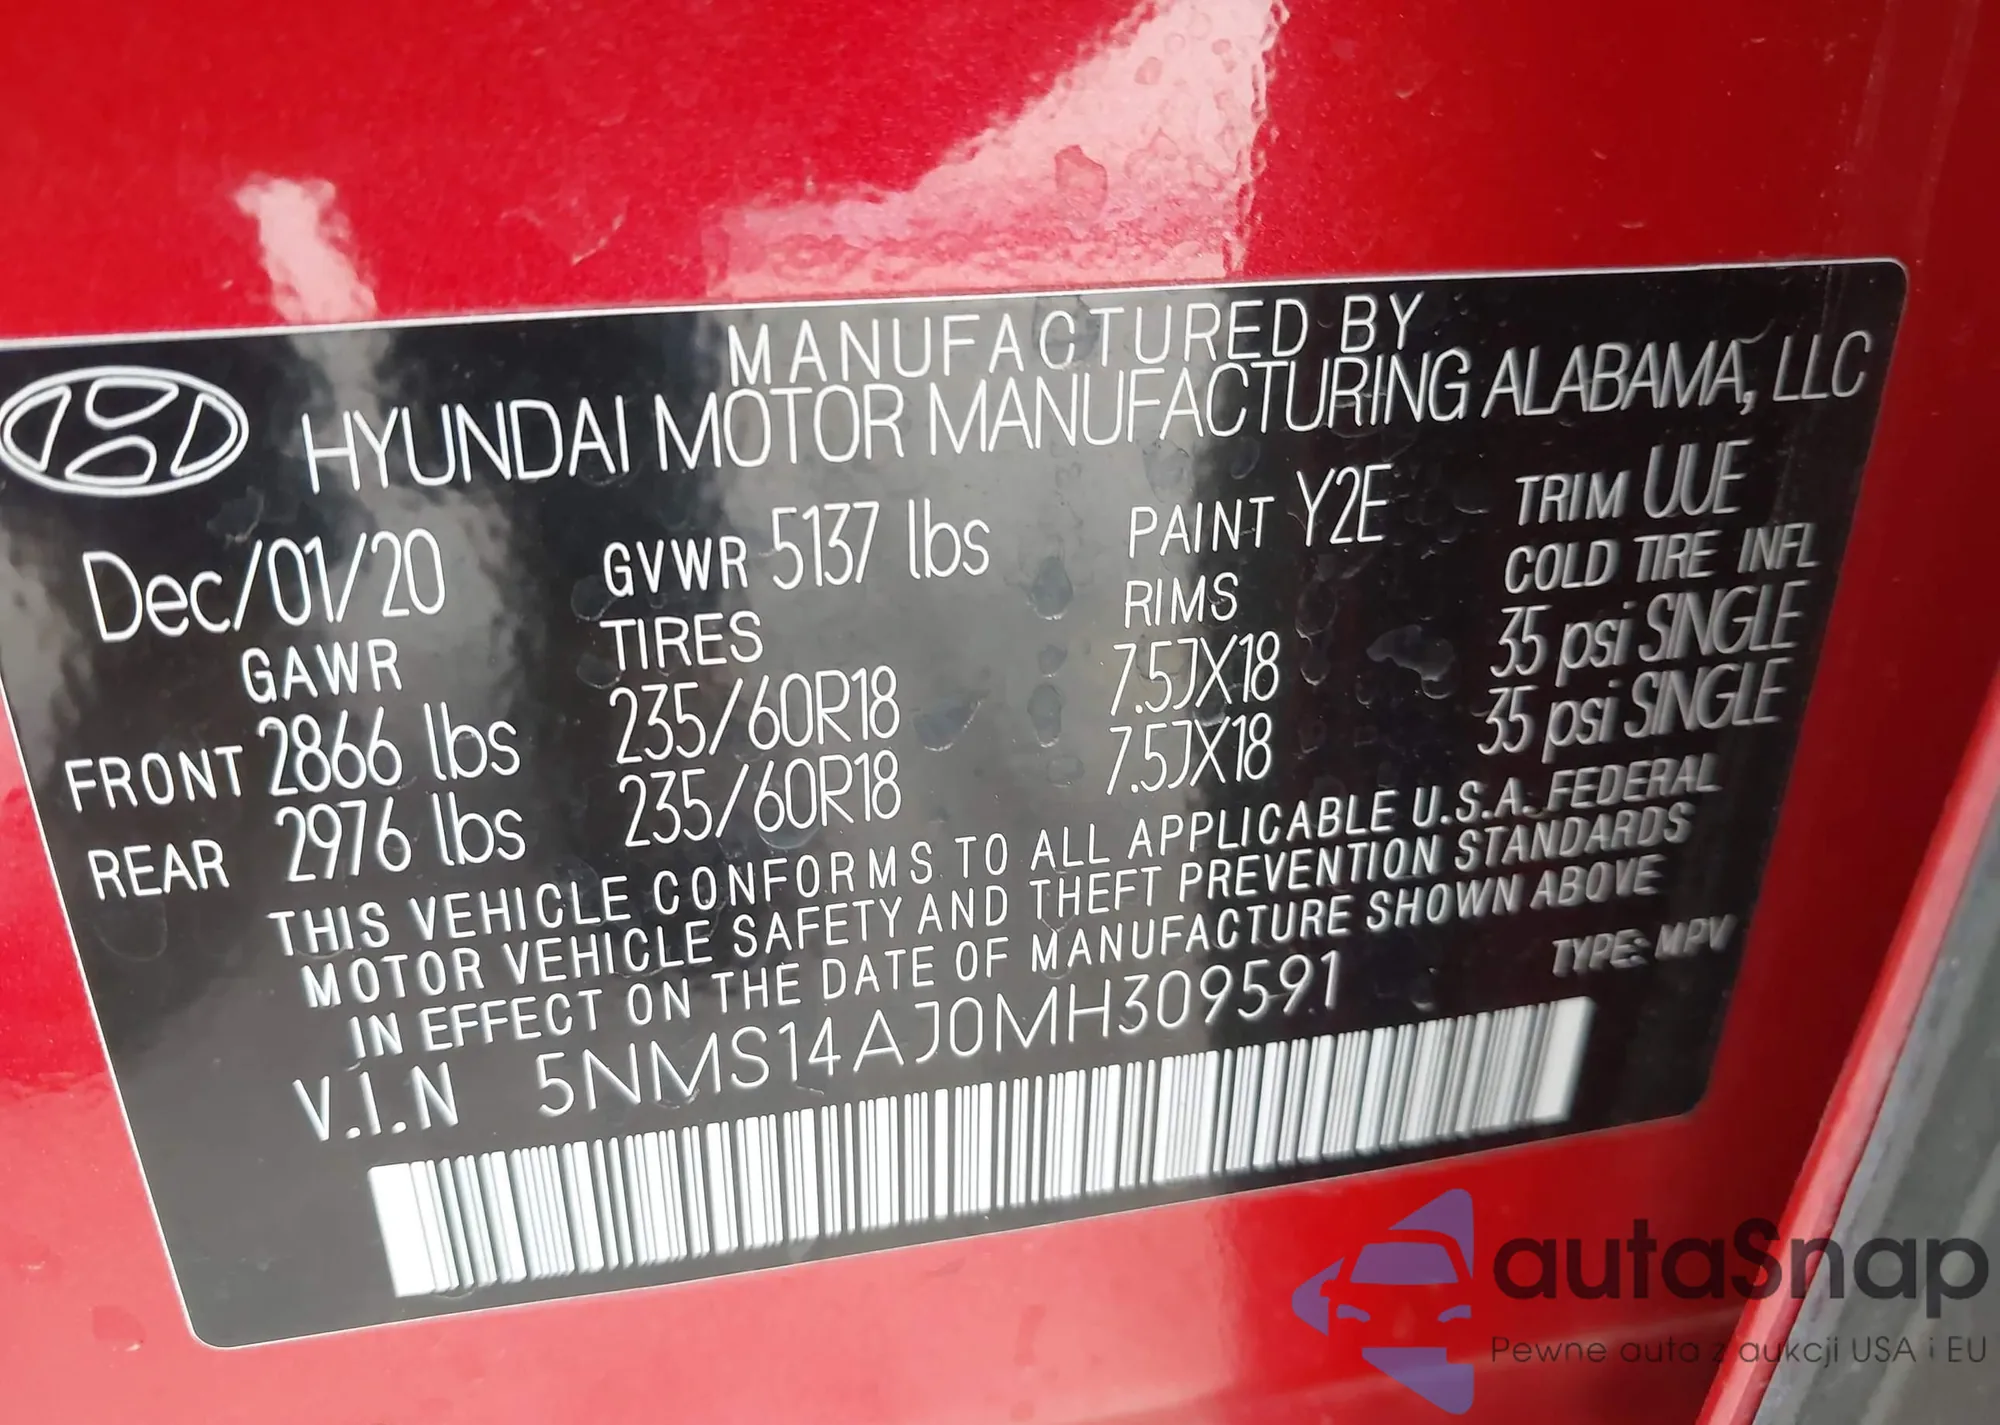 MANUFACTURED BY
HYUNDAI MOTOR MANUFACTURING ALABAMA, LLC
Dec/01/20 GVWR 5137 lbs PAINT Y2E TRIM UUE
GAWR TIRES RIMS COLD TIRE INFL
FRONT 2866 lbs 235/60R18 7.5JX18 35 psi SINGLE
REAR 2976 lbs 235/60R18 7.5JX18 35 psi SINGLE
THIS VEHICLE CONFORMS TO ALL APPLICABLE U.S.A. FEDERAL
MOTOR VEHICLE SAFETY AND THEFT PREVENTION STANDARDS
IN EFFECT ON THE DATE OF MANUFACTURE SHOWN ABOVE
V.I.N 5NMS14AJ0MH309591 TYPE: MPV
autaSnap
Pewne auta z aukcji USA i EU